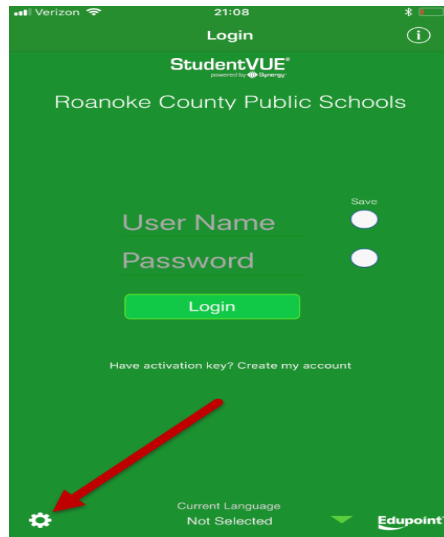 Verizon 21:08
Login
StudentVUE®
powered by Synergy
Roanoke County Public Schools
Save
User Name
Password
Login
Have activation key? Create my account
Current Language
Not Selected
Edupoint